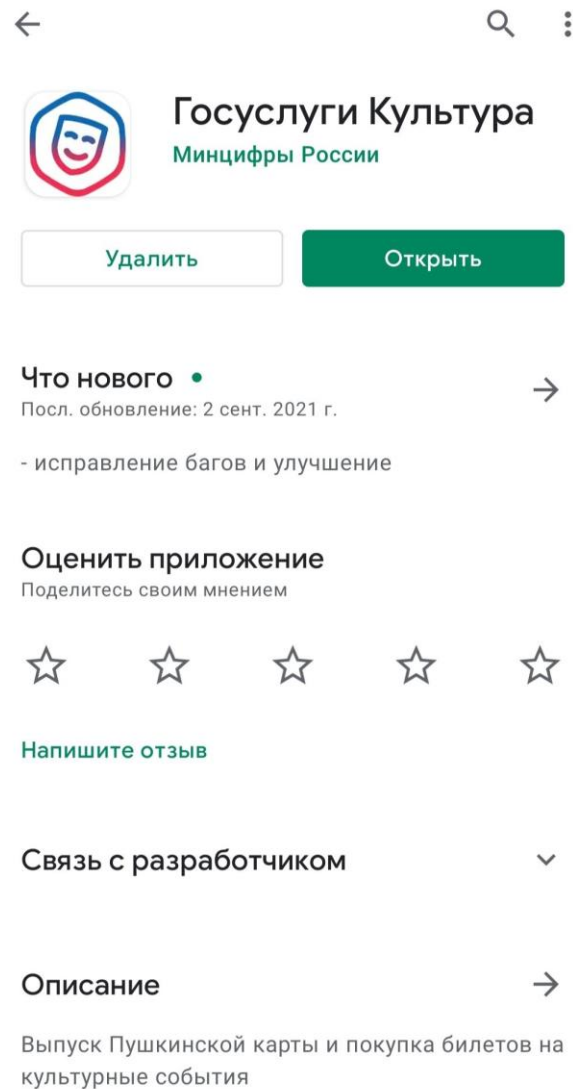 Госуслуги Культура
Минцифры России
Удалить
Открыть
Что нового •
Посл. обновление: 2 сент. 2021 г.
- исправление багов и улучшение
Оценить приложение
Поделитесь своим мнением
Напишите отзыв
Связь с разработчиком
Описание
Выпуск Пушкинской карты и покупка билетов на
культурные события